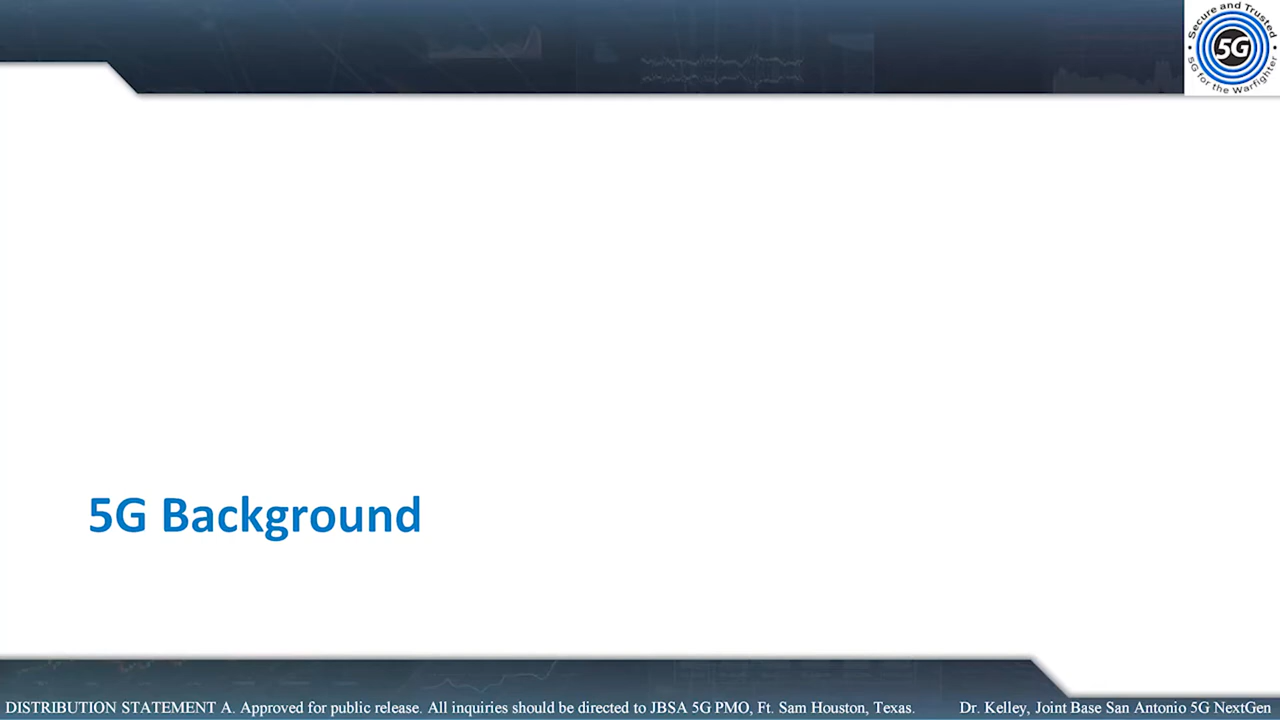 Secure and Trusted
5G
5G for the Warfighter
5G Background
DISTRIBUTION STATEMENT A. Approved for public release. All inquiries should be directed to JBSA 5G PMO, Ft. Sam Houston, Texas.
Dr. Kelley, Joint Base San Antonio 5G NextGen